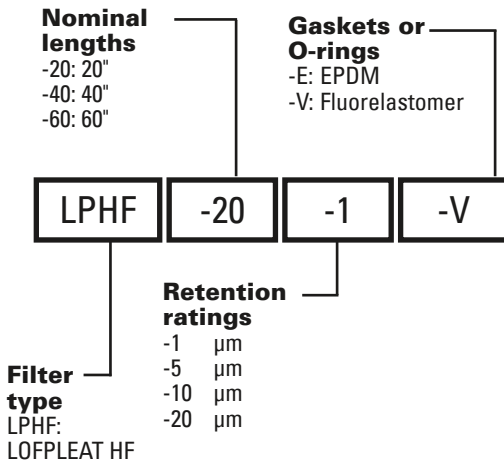 Nominal
lengths
-20: 20"
-40: 40"
-60: 60"
Gaskets or
O-rings
-E: EPDM
-V: Fluorelastomer
LPHF
-20
-1
-V
Retention
ratings
-1 µm
-5 µm
-10 µm
-20 µm
Filter
type
LPHF:
LOFPLEAT HF